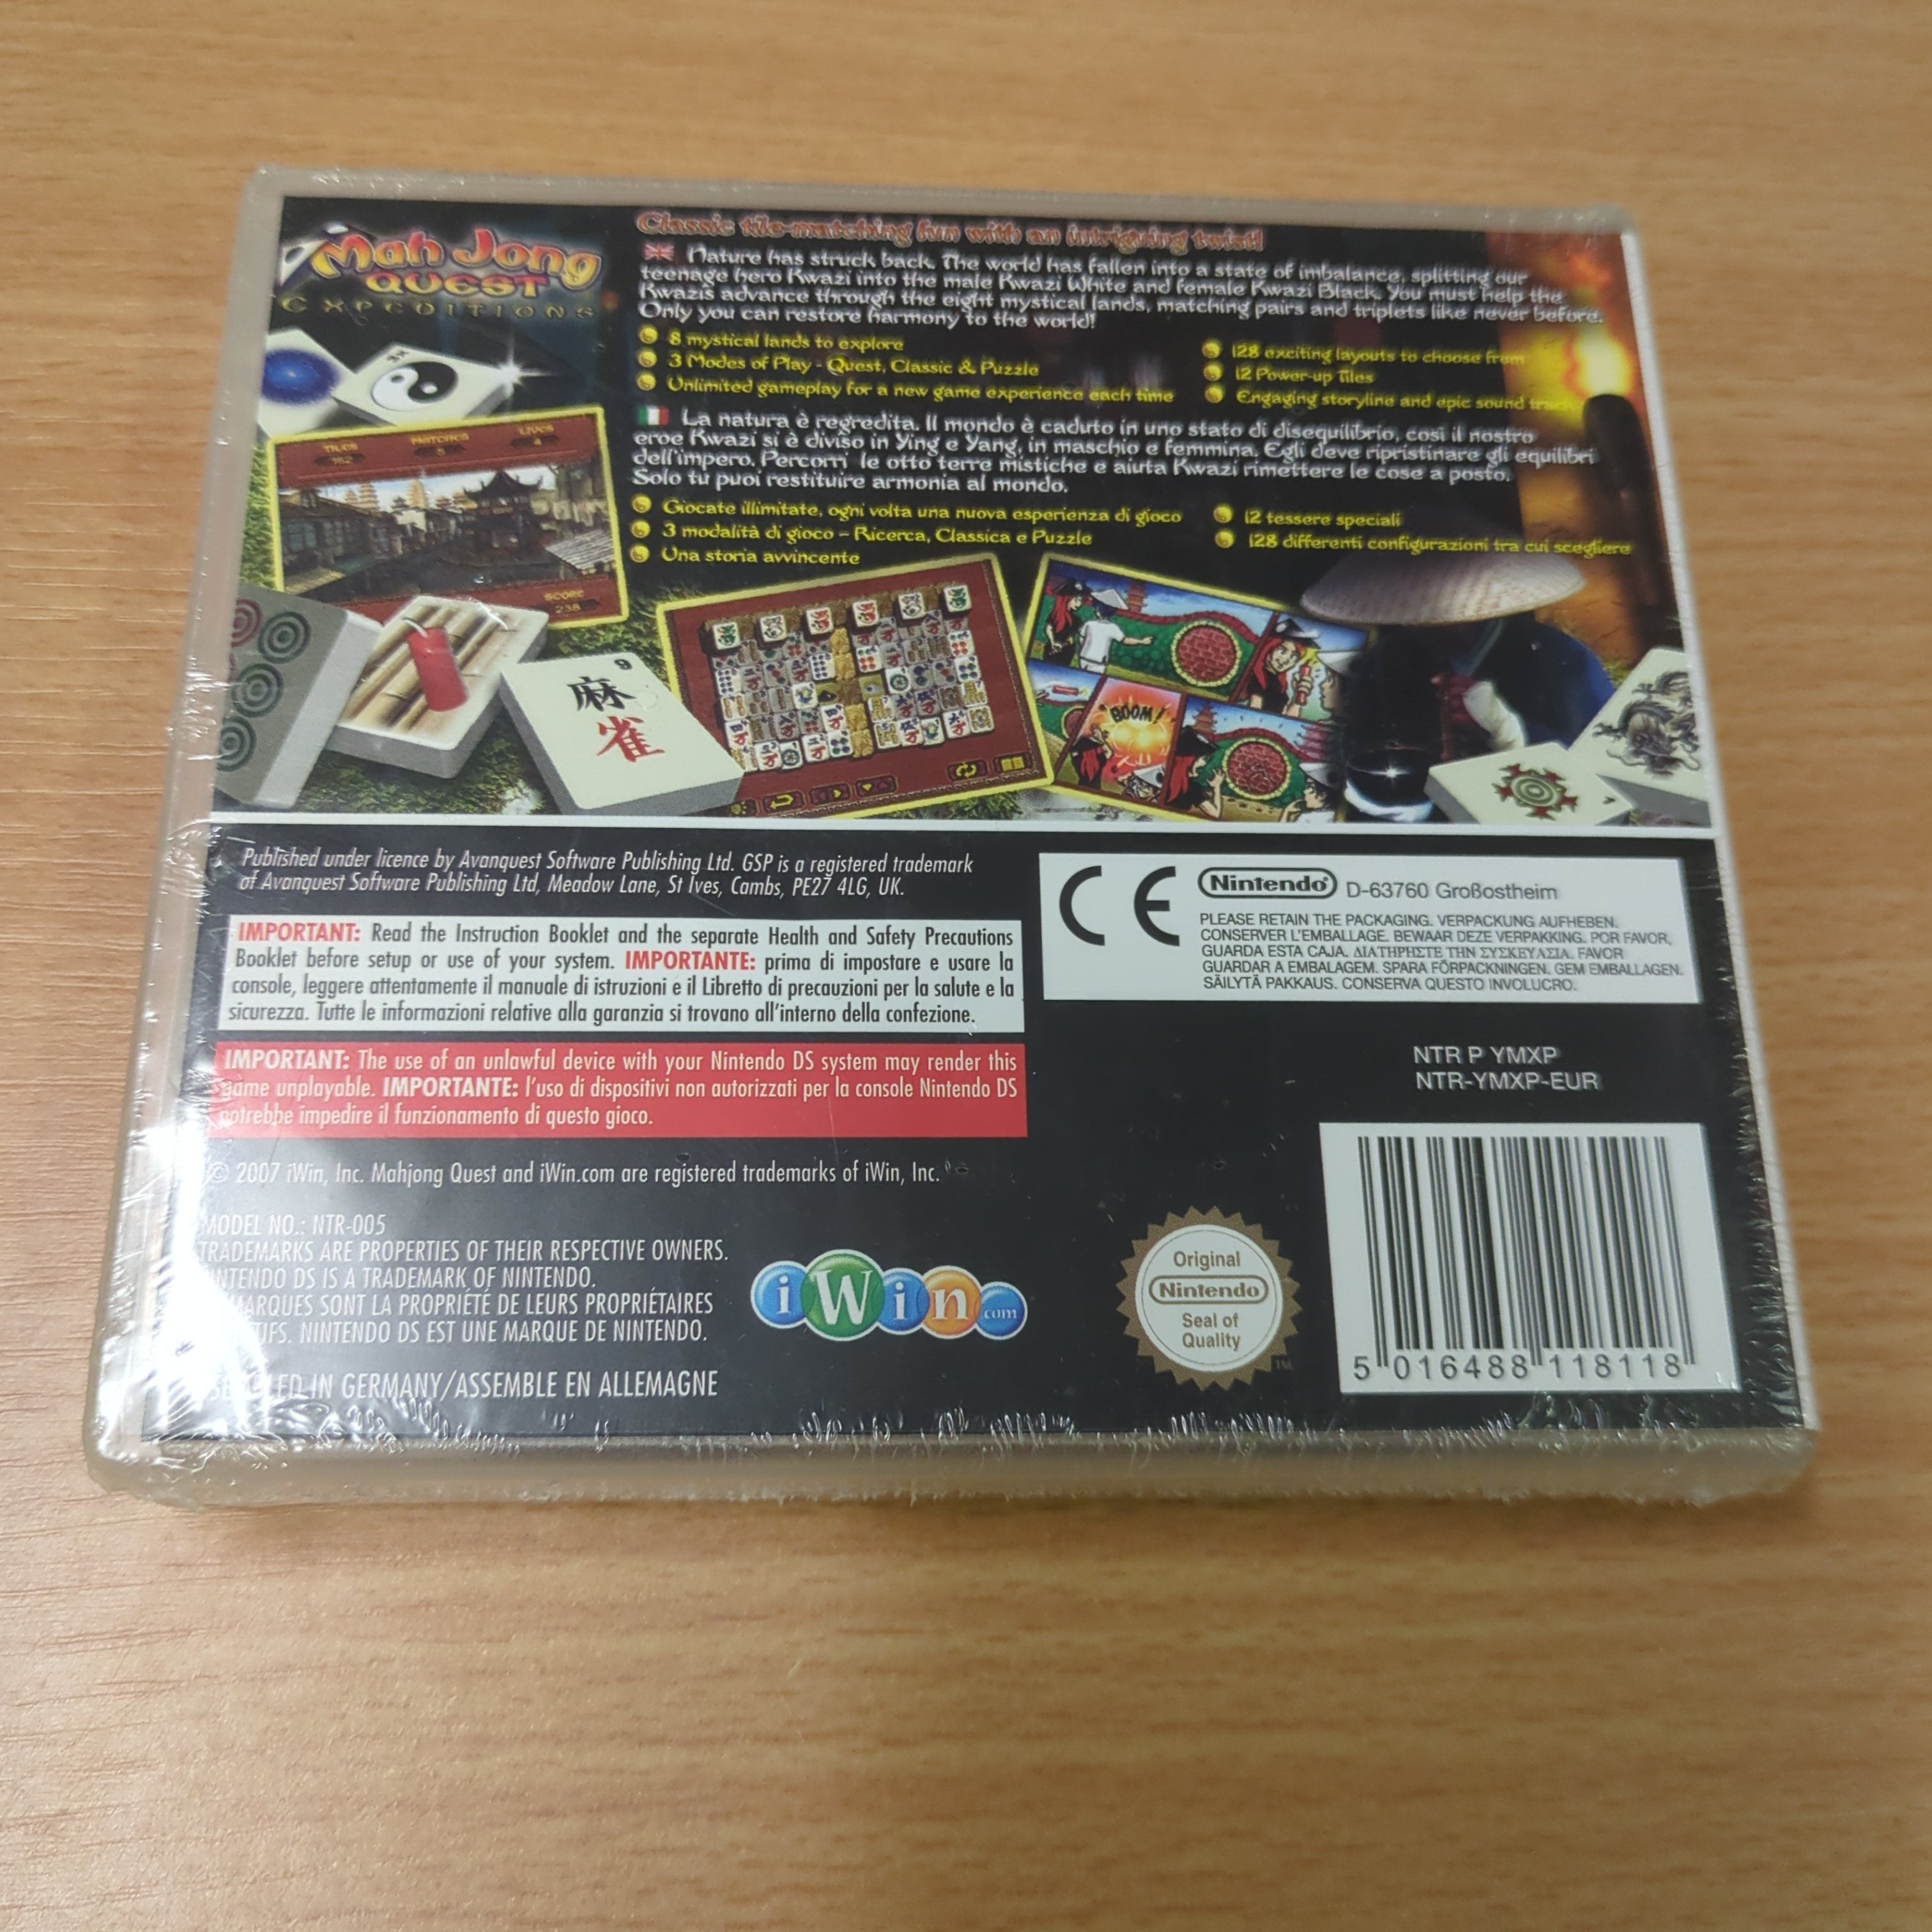 Mah Jong
QUEST
EXPEDITIONS
Classic tile-matching fun with an intriguing twist!
Nature has struck back. The world has fallen into a state of imbalance, splitting our
teenage hero Kwazi into the male Kwazi White and female Kwazi Black. You must help the
Kwazis advance through the eight mystical lands, matching pairs and triplets like never before.
Only you can restore harmony to the world!
8 mystical lands to explore
3 Modes of Play - Quest, Classic & Puzzle
Unlimited gameplay for a new game experience each time
128 exciting layouts to choose from
12 Power-up Tiles
Engaging storyline and epic sound track
La natura è regredita. Il mondo è caduto in uno stato di disequilibrio, così il nostro
eroe Kwazi si è diviso in Ying e Yang, in maschio e femmina. Egli deve ripristinare gli equilibri
dell'impero. Percorri le otto terre mistiche e aiuta Kwazi rimettere le cose a posto.
Solo tu puoi restituire armonia al mondo.
Giocate illimitate, ogni volta una nuova esperienza di gioco
3 modalità di gioco – Ricerca, Classica e Puzzle
Una storia avvincente
12 tessere speciali
128 differenti configurazioni tra cui scegliere
TILES MATCHES LIVES
162 5 4
SCORE
238
麻
雀
BOOM!
Published under licence by Avanquest Software Publishing Ltd. GSP is a registered trademark
of Avanquest Software Publishing Ltd, Meadow Lane, St Ives, Cambs, PE27 4LG, UK.
IMPORTANT: Read the Instruction Booklet and the separate Health and Safety Precautions
Booklet before setup or use of your system. IMPORTANTE: prima di impostare e usare la
console, leggere attentamente il manuale di istruzioni e il Libretto di precauzioni per la salute e la
sicurezza. Tutte le informazioni relative alla garanzia si trovano all'interno della confezione.
IMPORTANT: The use of an unlawful device with your Nintendo DS system may render this
game unplayable. IMPORTANTE: l'uso di dispositivi non autorizzati per la console Nintendo DS
potrebbe impedire il funzionamento di questo gioco.
© 2007 iWin, Inc. Mahjong Quest and iWin.com are registered trademarks of iWin, Inc.
MODEL NO.: NTR-005
TRADEMARKS ARE PROPERTIES OF THEIR RESPECTIVE OWNERS.
NINTENDO DS IS A TRADEMARK OF NINTENDO.
MARQUES SONT LA PROPRIÉTÉ DE LEURS PROPRIÉTAIRES
NINTENDO DS EST UNE MARQUE DE NINTENDO.
IN GERMANY/ASSEMBLE EN ALLEMAGNE
iWin.com
CE
Nintendo D-63760 Großostheim
PLEASE RETAIN THE PACKAGING. VERPACKUNG AUFHEBEN.
CONSERVER L'EMBALLAGE. BEWAAR DEZE VERPAKKING. POR FAVOR,
GUARDA ESTA CAJA. ΔΙΑΤΗΡΗΣΤΕ ΤΗΝ ΣΥΣΚΕΥΑΣΙΑ. FAVOR
GUARDAR A EMBALAGEM. SPARA FÖRPACKNINGEN. GEM EMBALLAGEN.
SÄILYTÄ PAKKAUS. CONSERVA QUESTO INVOLUCRO.
NTR P YMXP
NTR-YMXP-EUR
Original
Nintendo
Seal of
Quality
TM
5 016488 118118